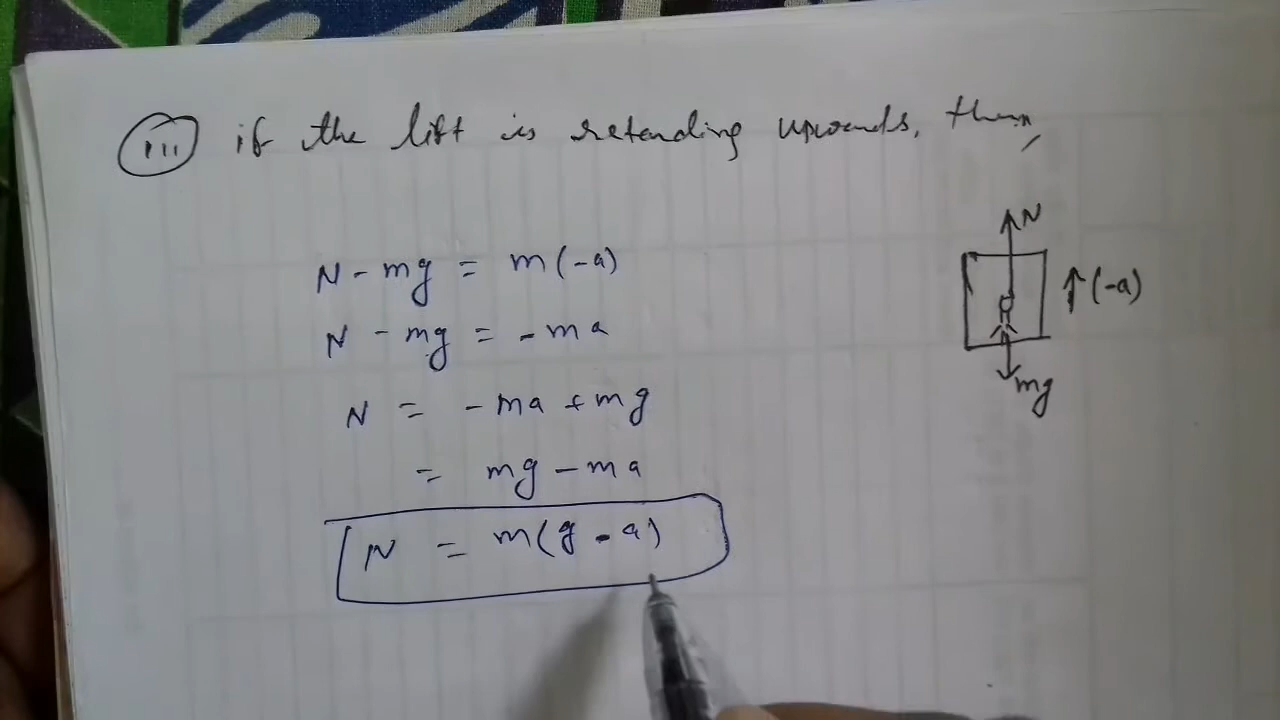 (iii) if the lift is retarding upwards, then,
N - mg = m(-a)
N - mg = -ma
N = -ma + mg
= mg - ma
N = m(g - a)
N
↑(-a)
mg